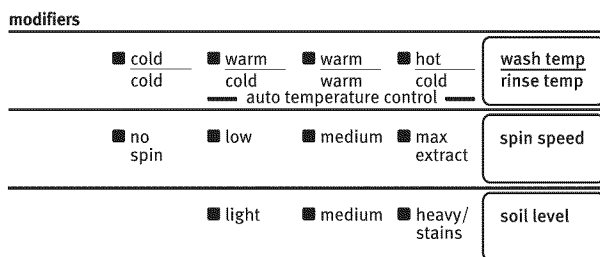 modifiers
cold warm warm hot wash temp
cold cold warm cold rinse temp
auto temperature control
no low medium max spin speed
spin extract
light medium heavy/ soil level
stains